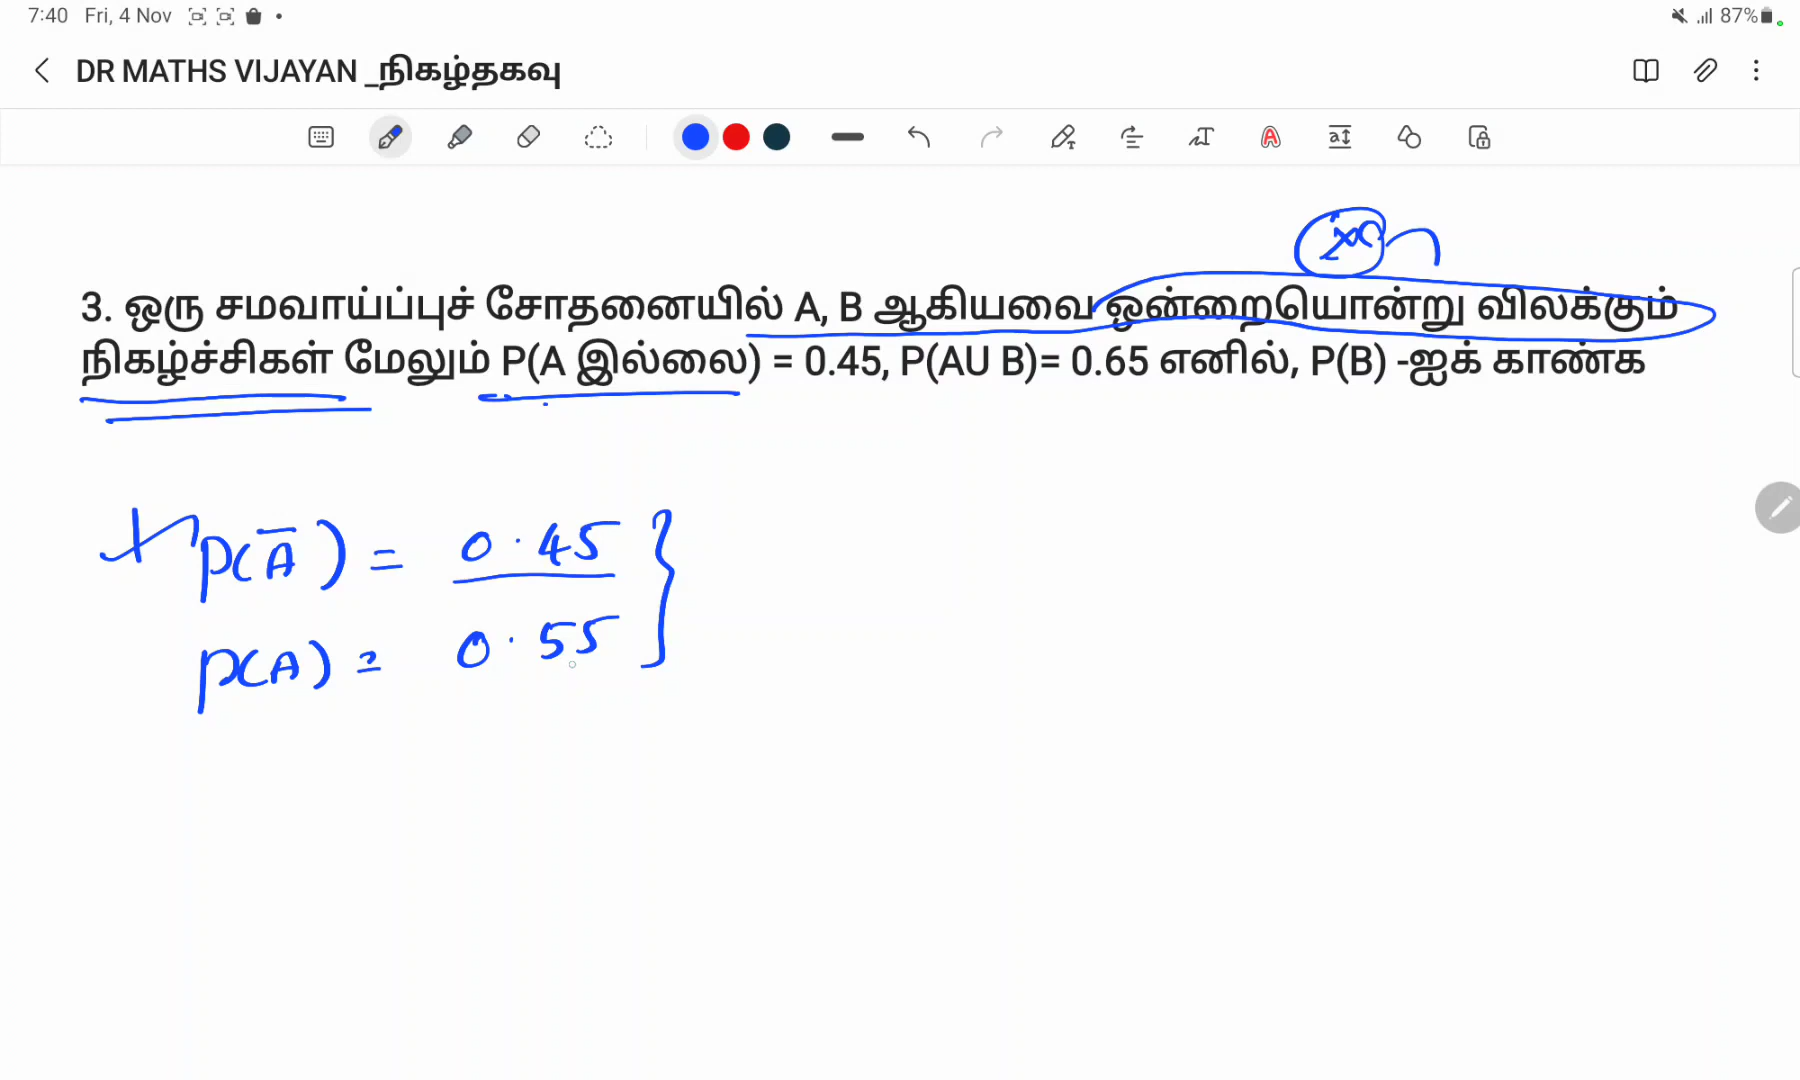 7:40 Fri, 4 Nov 87%
DR MATHS VIJAYAN _நிகழ்தகவு
3. ஒரு சமவாய்ப்புச் சோதனையில் A, B ஆகியவை ஒன்றையொன்று விலக்கும்
நிகழ்ச்சிகள் மேலும் P(A இல்லை) = 0.45, P(AU B)= 0.65 எனில், P(B) -ஐக் காண்க
P(A̅) = 0.45
P(A) = 0.55